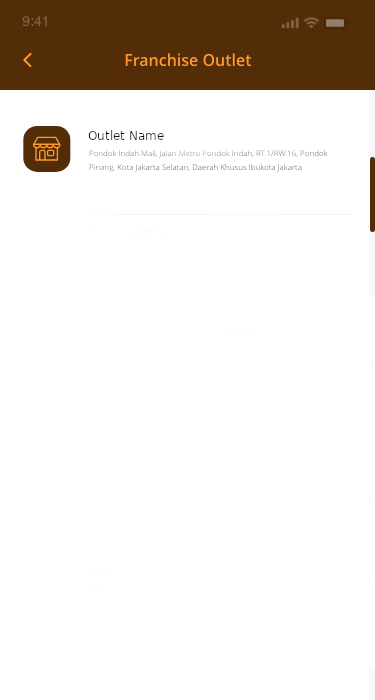 9:41
Franchise Outlet
Outlet Name
Pondok Indah Mall, Jalan Metro Pondok Indah, RT.1/RW.16, Pondok
Pinang, Kota Jakarta Selatan, Daerah Khusus Ibukota Jakarta